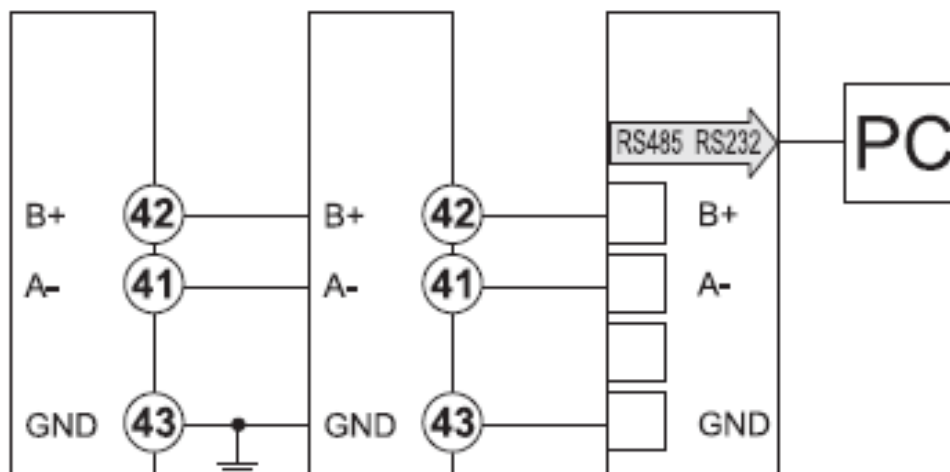 RS485 RS232
PC
B+ 42 B+ 42 B+
A- 41 A- 41 A-
GND 43 GND 43 GND